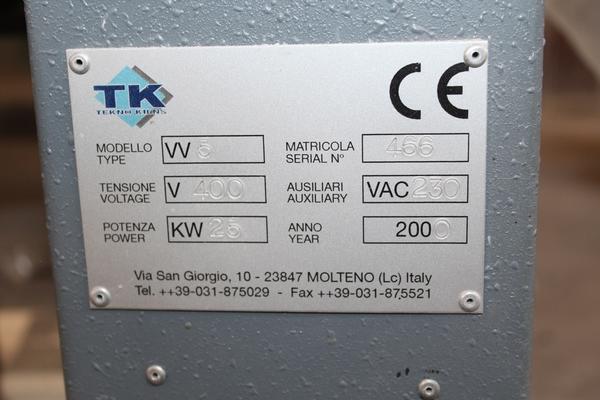 TK
TEKNO KILNS
CE
MODELLO
TYPE
VV 5
MATRICOLA
SERIAL N°
466
TENSIONE
VOLTAGE
V 400
AUSILIARI
AUXILIARY
VAC 230
POTENZA
POWER
KW 25
ANNO
YEAR
2000
Via San Giorgio, 10 - 23847 MOLTENO (Lc) Italy
Tel. ++39-031-875029 - Fax ++39-031-875521